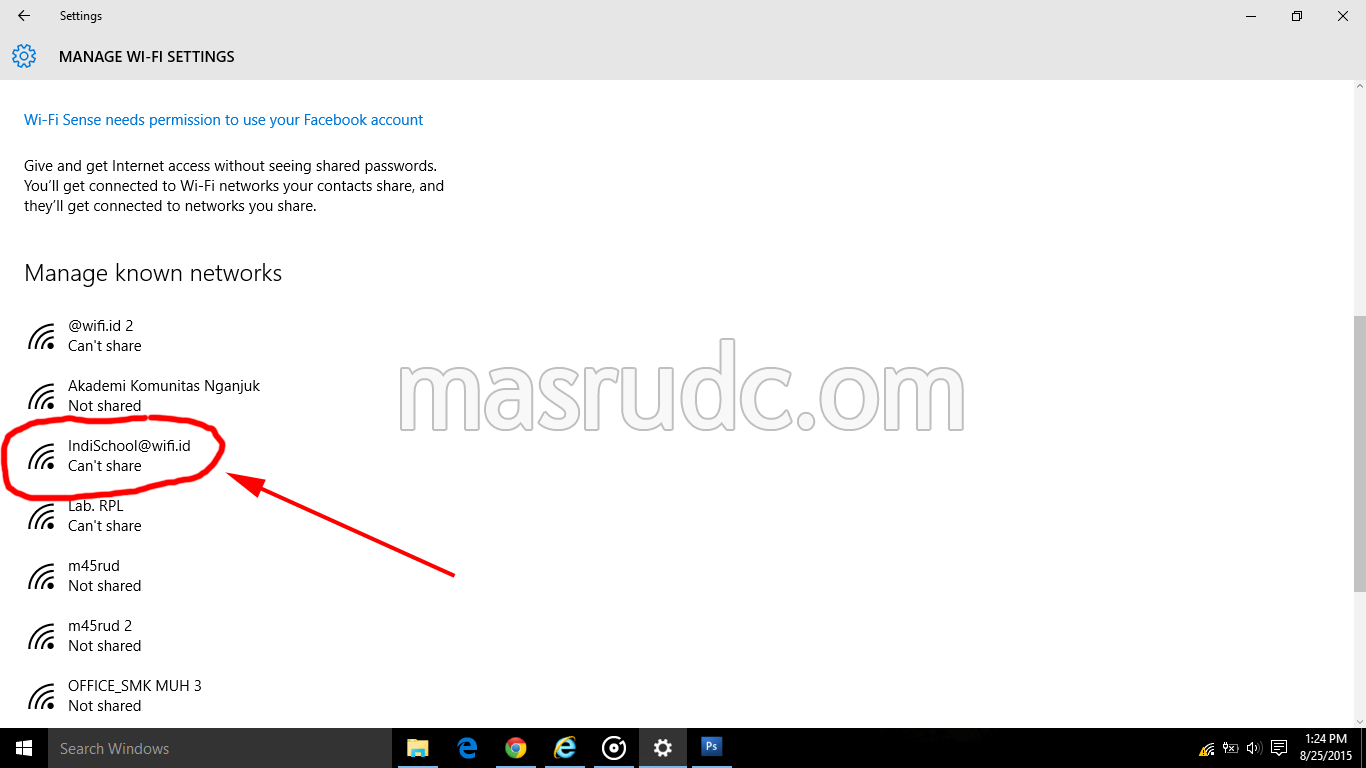 Settings
MANAGE WI-FI SETTINGS
Wi-Fi Sense needs permission to use your Facebook account
Give and get Internet access without seeing shared passwords.
You'll get connected to Wi-Fi networks your contacts share, and
they'll get connected to networks you share.
Manage known networks
@wifi.id 2
Can't share
Akademi Komunitas Nganjuk
Not shared
IndiSchool@wifi.id
Can't share
Lab. RPL
Can't share
m45rud
Not shared
m45rud 2
Not shared
OFFICE_SMK MUH 3
Not shared
masrudc.om
Search Windows
Ps
1:24 PM
8/25/2015